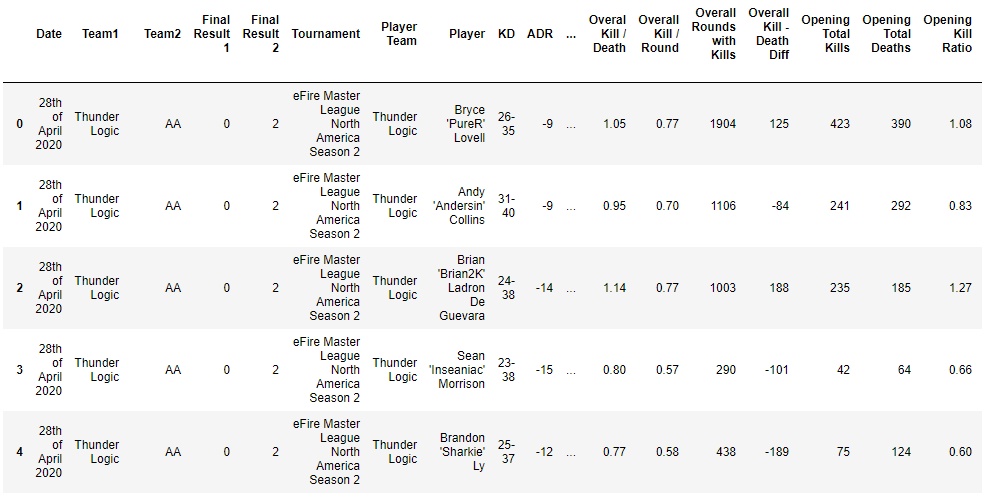 Date Team1 Team2 Final Result 1 Final Result 2 Tournament Player Team Player KD ADR ... Overal Kill / Death Overall Kill / Round Overall Rounds with Kills Overall Kill - Death Diff Opening Total Kills Opening Total Deaths Opening Kill Ratio
0 28th of April 2020 Thunder Logic AA 0 2 eFire Master League North America Season 2 Thunder Logic Bryce 'PureR' Lovell 26-35 -9 ... 1.05 0.77 1904 125 423 390 1.08
1 28th of April 2020 Thunder Logic AA 0 2 eFire Master League North America Season 2 Thunder Logic Andy 'Andersin' Collins 31-40 -9 ... 0.95 0.70 1106 -84 241 292 0.83
2 28th of April 2020 Thunder Logic AA 0 2 eFire Master League North America Season 2 Thunder Logic Brian 'Brian2K' Ladron De Guevara 24-38 -14 ... 1.14 0.77 1003 188 235 185 1.27
3 28th of April 2020 Thunder Logic AA 0 2 eFire Master League North America Season 2 Thunder Logic Sean 'Inseaniac' Morrison 23-38 -15 ... 0.80 0.57 290 -101 42 64 0.66
4 28th of April 2020 Thunder Logic AA 0 2 eFire Master League North America Season 2 Thunder Logic Brandon 'Sharkie' Ly 25-37 -12 ... 0.77 0.58 438 -189 75 124 0.60